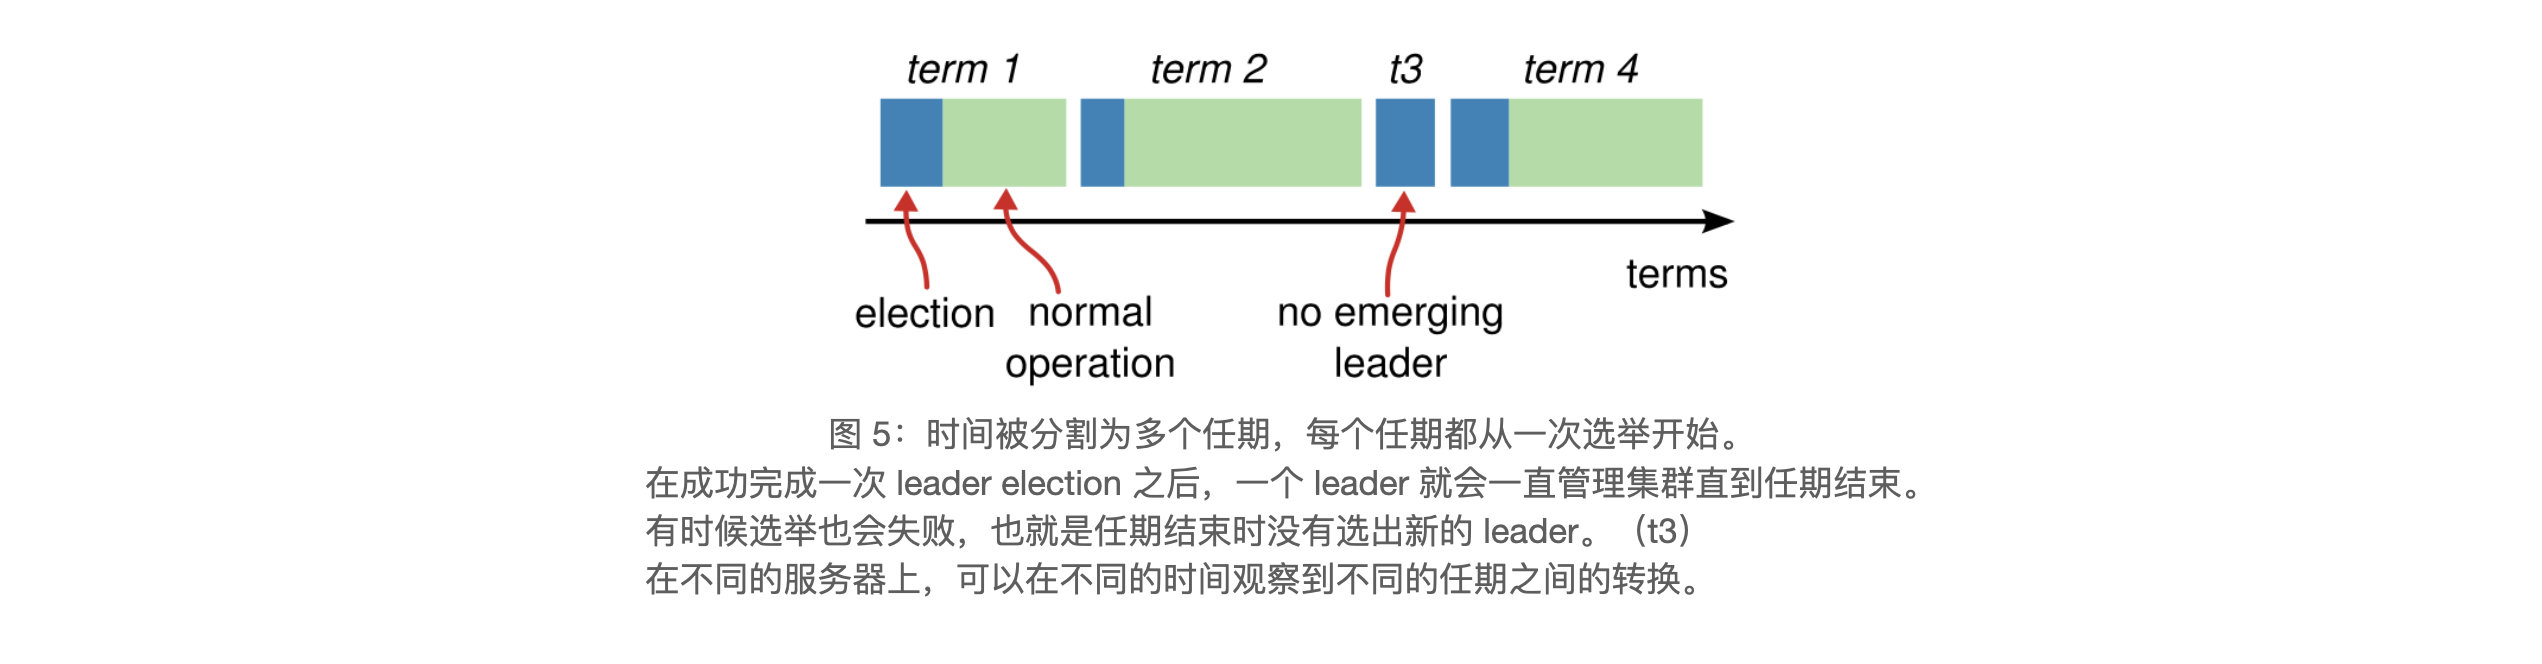 term 1 term 2 t3 term 4
terms
election normal operation no emerging leader
图 5：时间被分割为多个任期，每个任期都从一次选举开始。
在成功完成一次 leader election 之后，一个 leader 就会一直管理集群直到任期结束。
有时候选举也会失败，也就是任期结束时没有选出新的 leader。（t3）
在不同的服务器上，可以在不同的时间观察到不同的任期之间的转换。